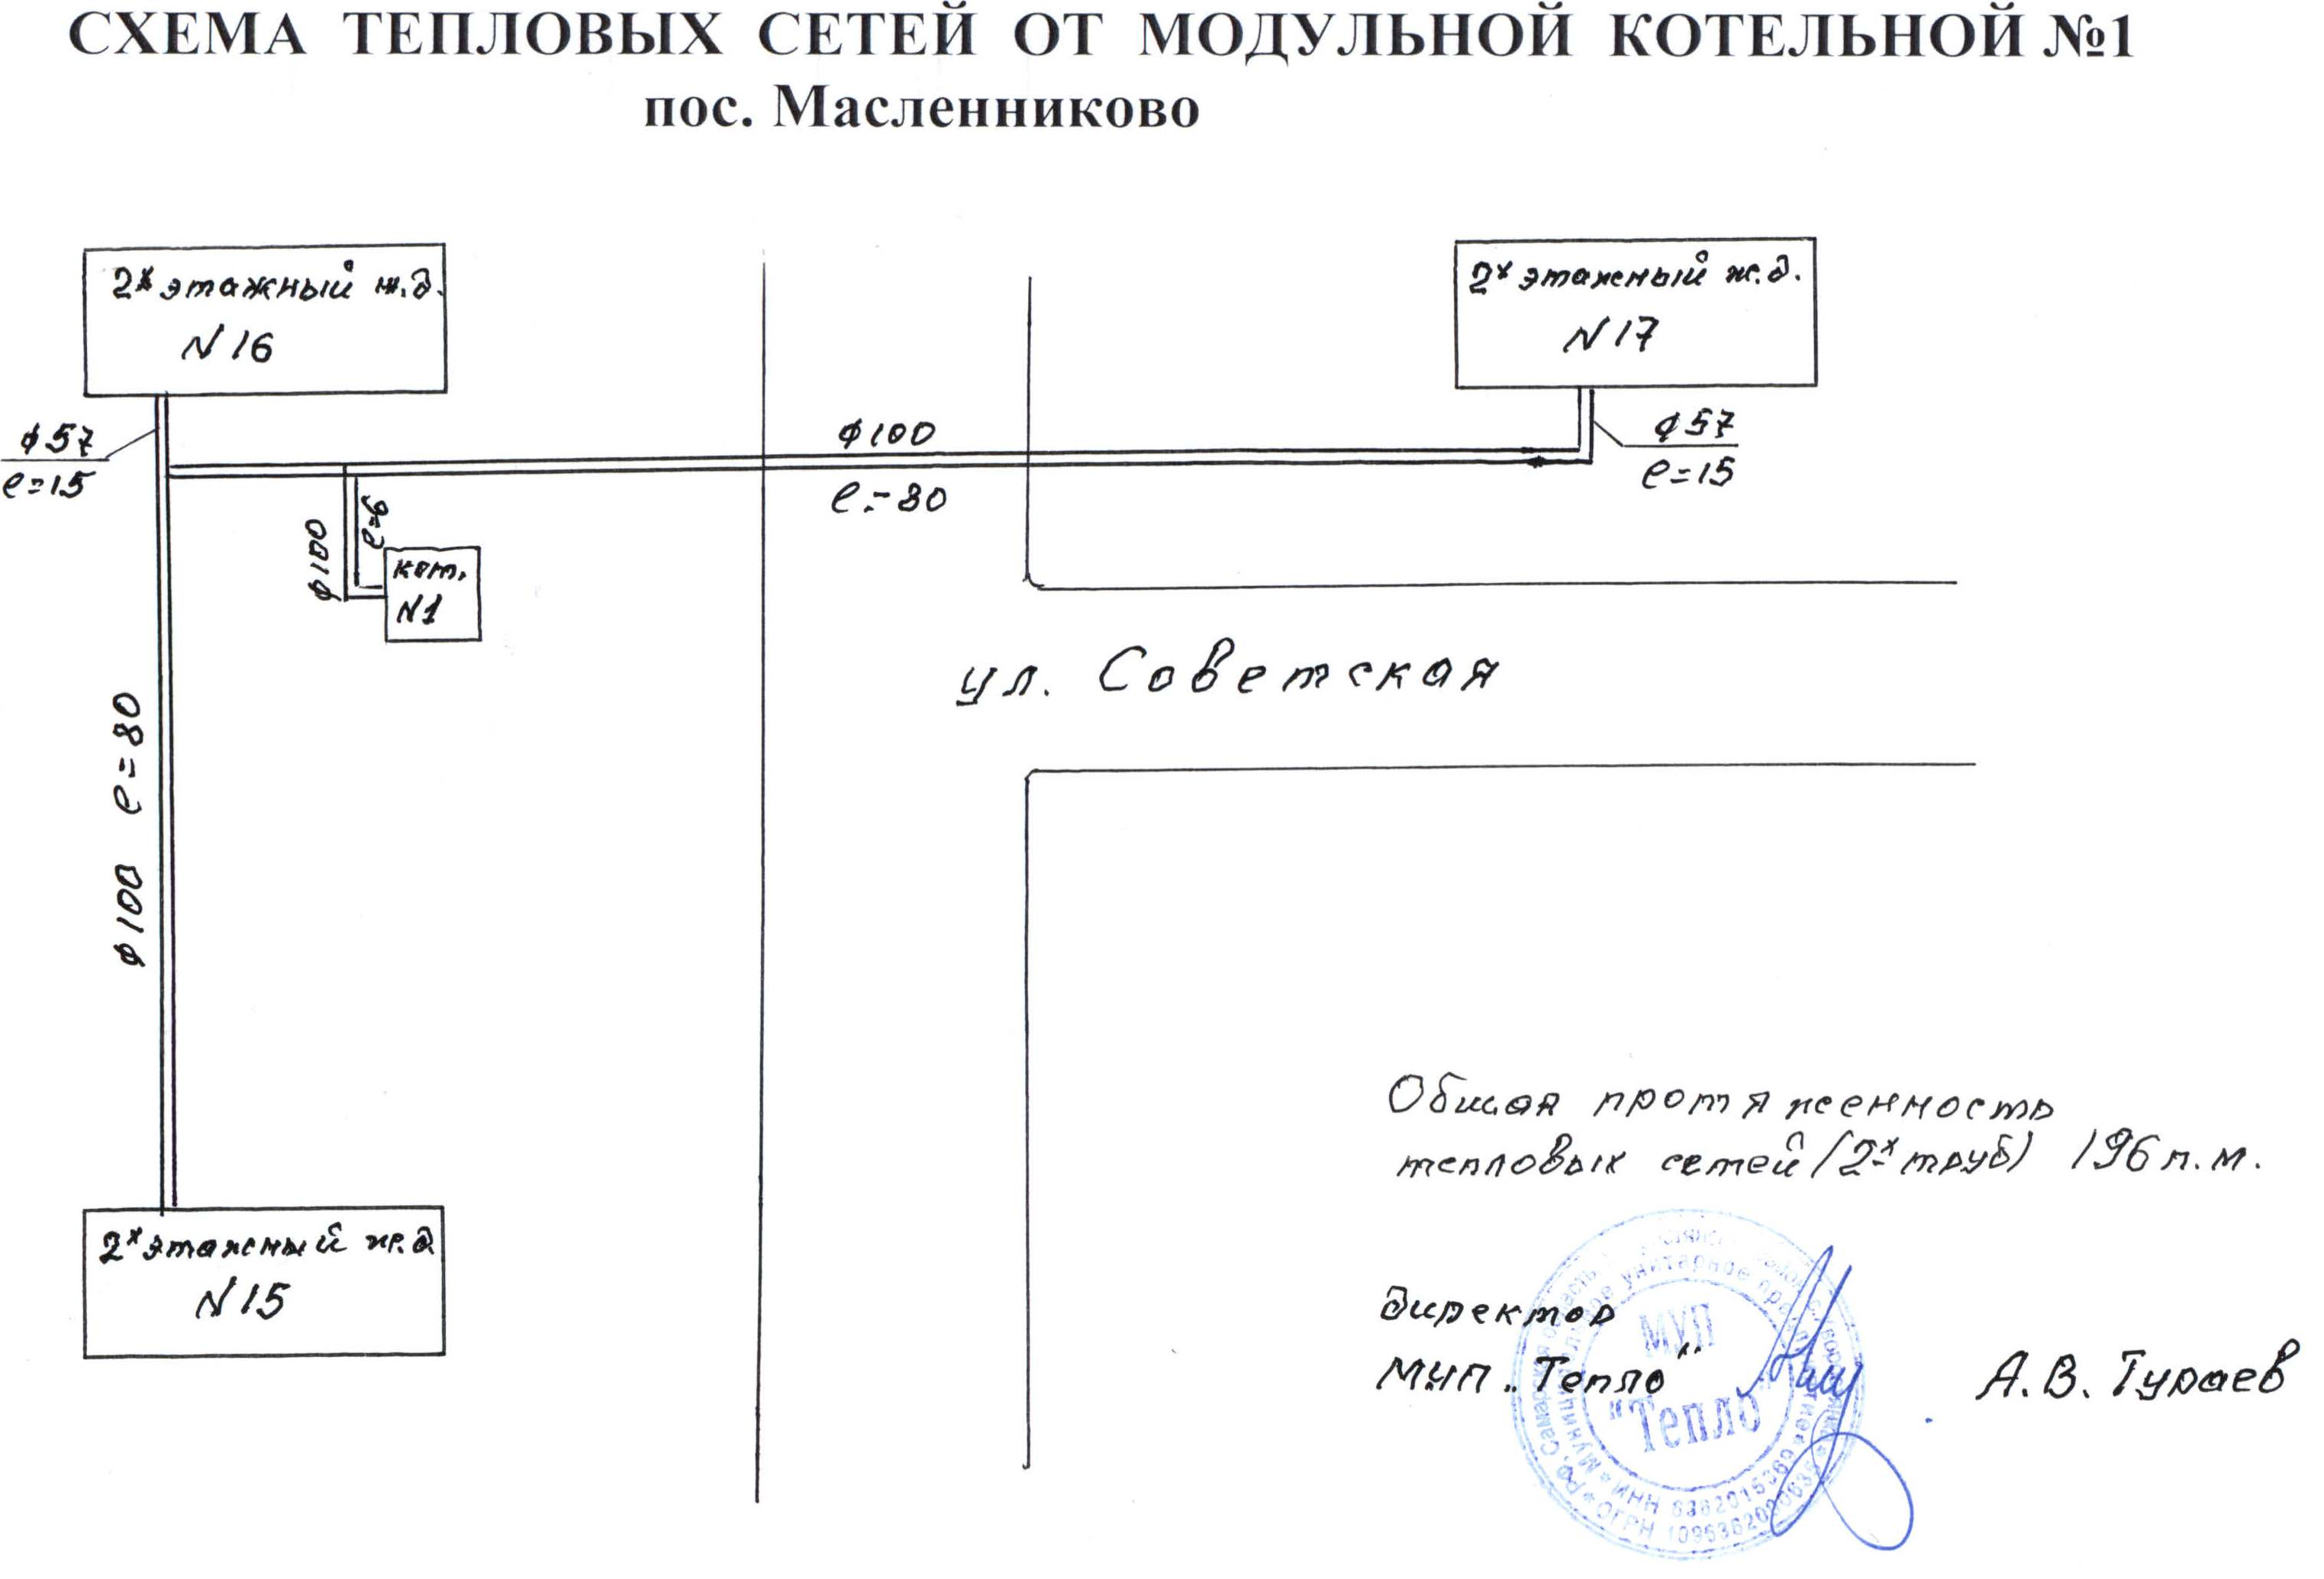 СХЕМА ТЕПЛОВЫХ СЕТЕЙ ОТ МОДУЛЬНОЙ КОТЕЛЬНОЙ №1
пос. Масленниково
2х этажный ж.д.
N 16
2х этажный ж.д.
N 17
ф57
e=15
ф100
e=80
ф57
e=15
ф100
e=6
кот.
N1
ул. Советская
ф100 e=80
2х этажный ж.д
N 15
Общая протяженность
тепловых сетей (2х труб) 196 п.м.
Директор
МУП „Тепло“
А.В. Тураев
МУП
"Тепло
унитарное